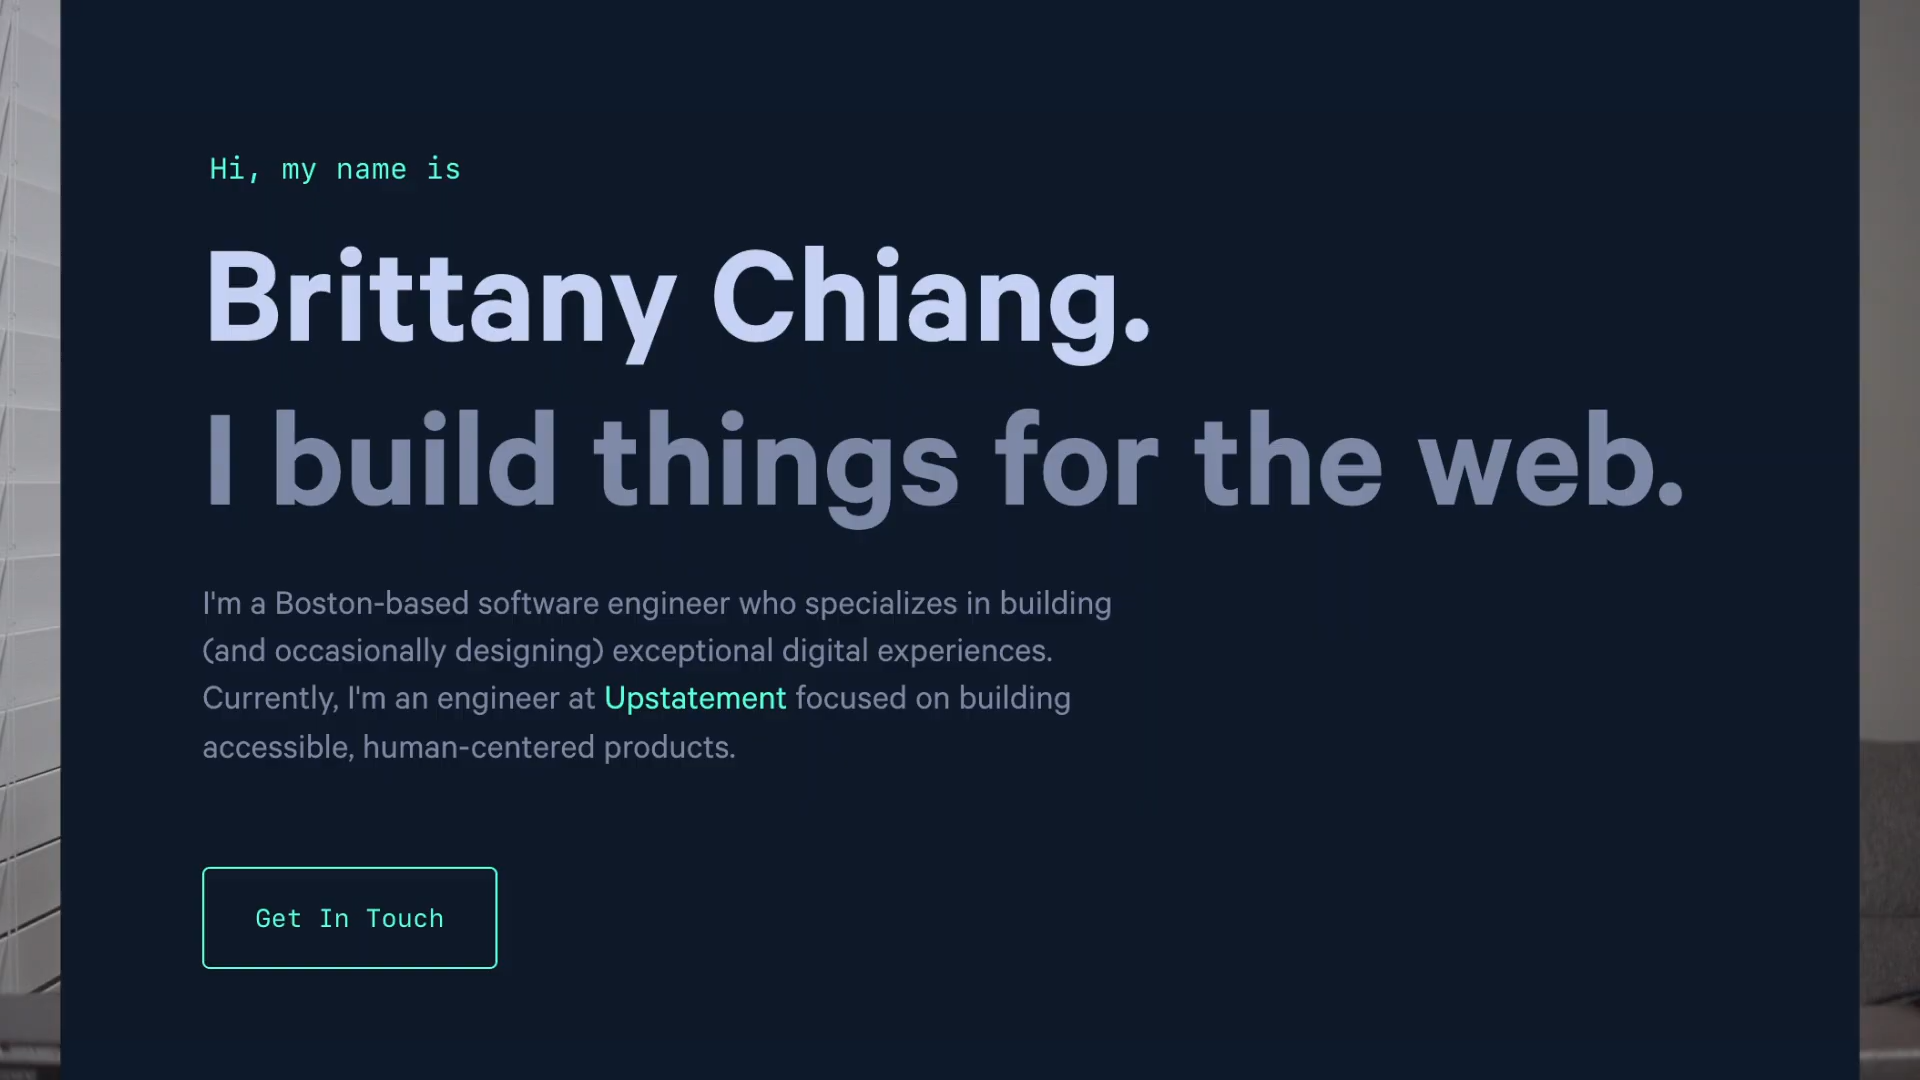 Hi, my name is
Brittany Chiang.
I build things for the web.
I'm a Boston-based software engineer who specializes in building
(and occasionally designing) exceptional digital experiences.
Currently, I'm an engineer at Upstatement focused on building
accessible, human-centered products.
Get In Touch